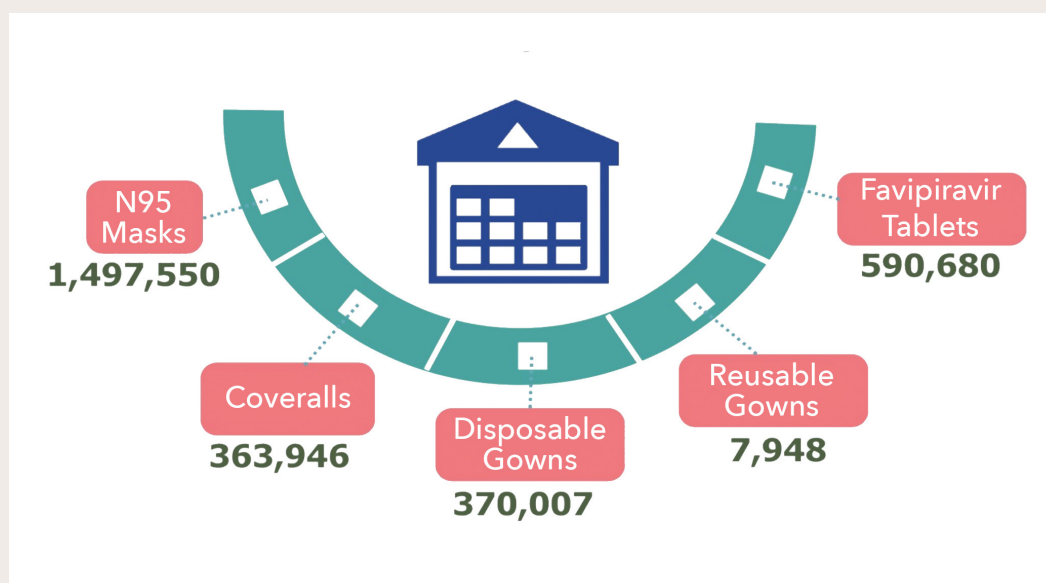 N95
Masks
1,497,550
Coveralls
363,946
Disposable
Gowns
370,007
Reusable
Gowns
7,948
Favipiravir
Tablets
590,680